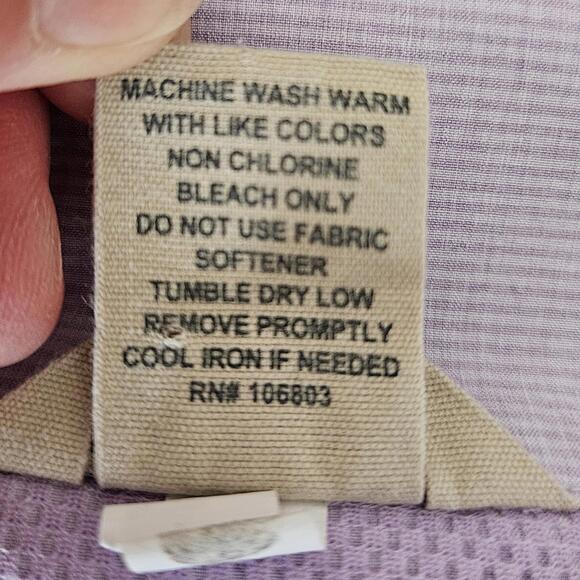 MACHINE WASH WARM
WITH LIKE COLORS
NON CHLORINE
BLEACH ONLY
DO NOT USE FABRIC
SOFTENER
TUMBLE DRY LOW
REMOVE PROMPTLY
COOL IRON IF NEEDED
RN# 106803